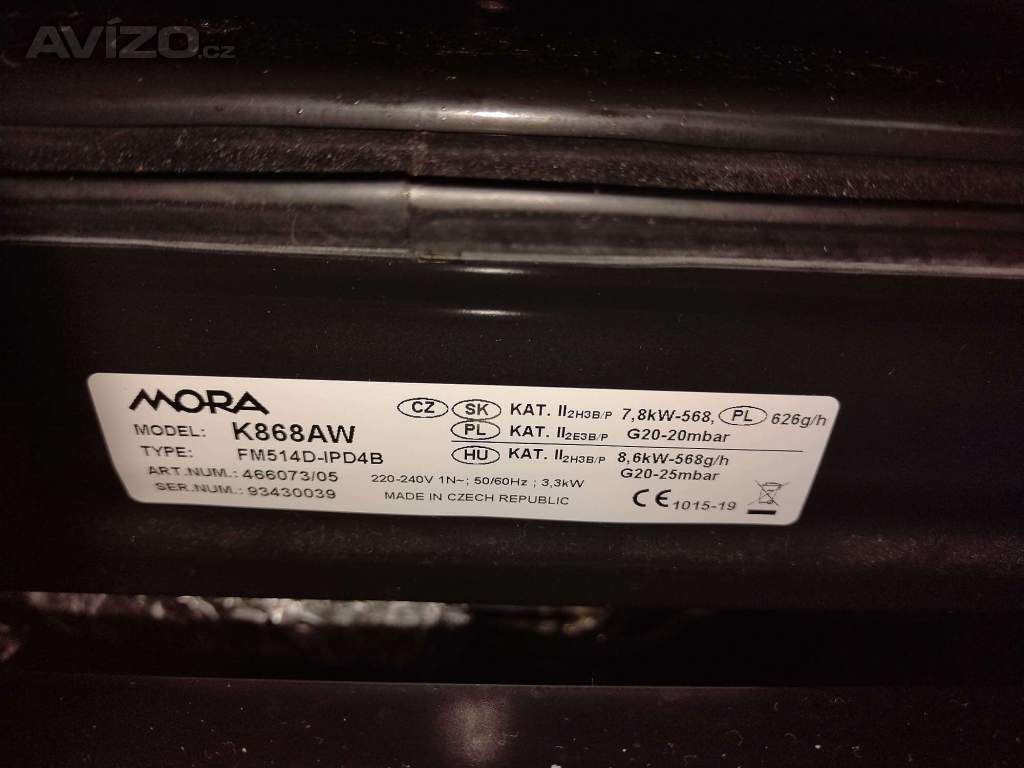 AVÍZO.cz
MORA
MODEL: K868AW
TYPE: FM514D-IPD4B
ART.NUM.: 466073/05
SER.NUM.: 93430039
CZ SK KAT. II2H3B/P 7,8kW-568, PL 626g/h
PL KAT. II2E3B/P G20-20mbar
HU KAT. II2H3B/P 8,6kW-568g/h
G20-25mbar
220-240V 1N~; 50/60Hz ; 3,3kW
MADE IN CZECH REPUBLIC
CE 1015-19